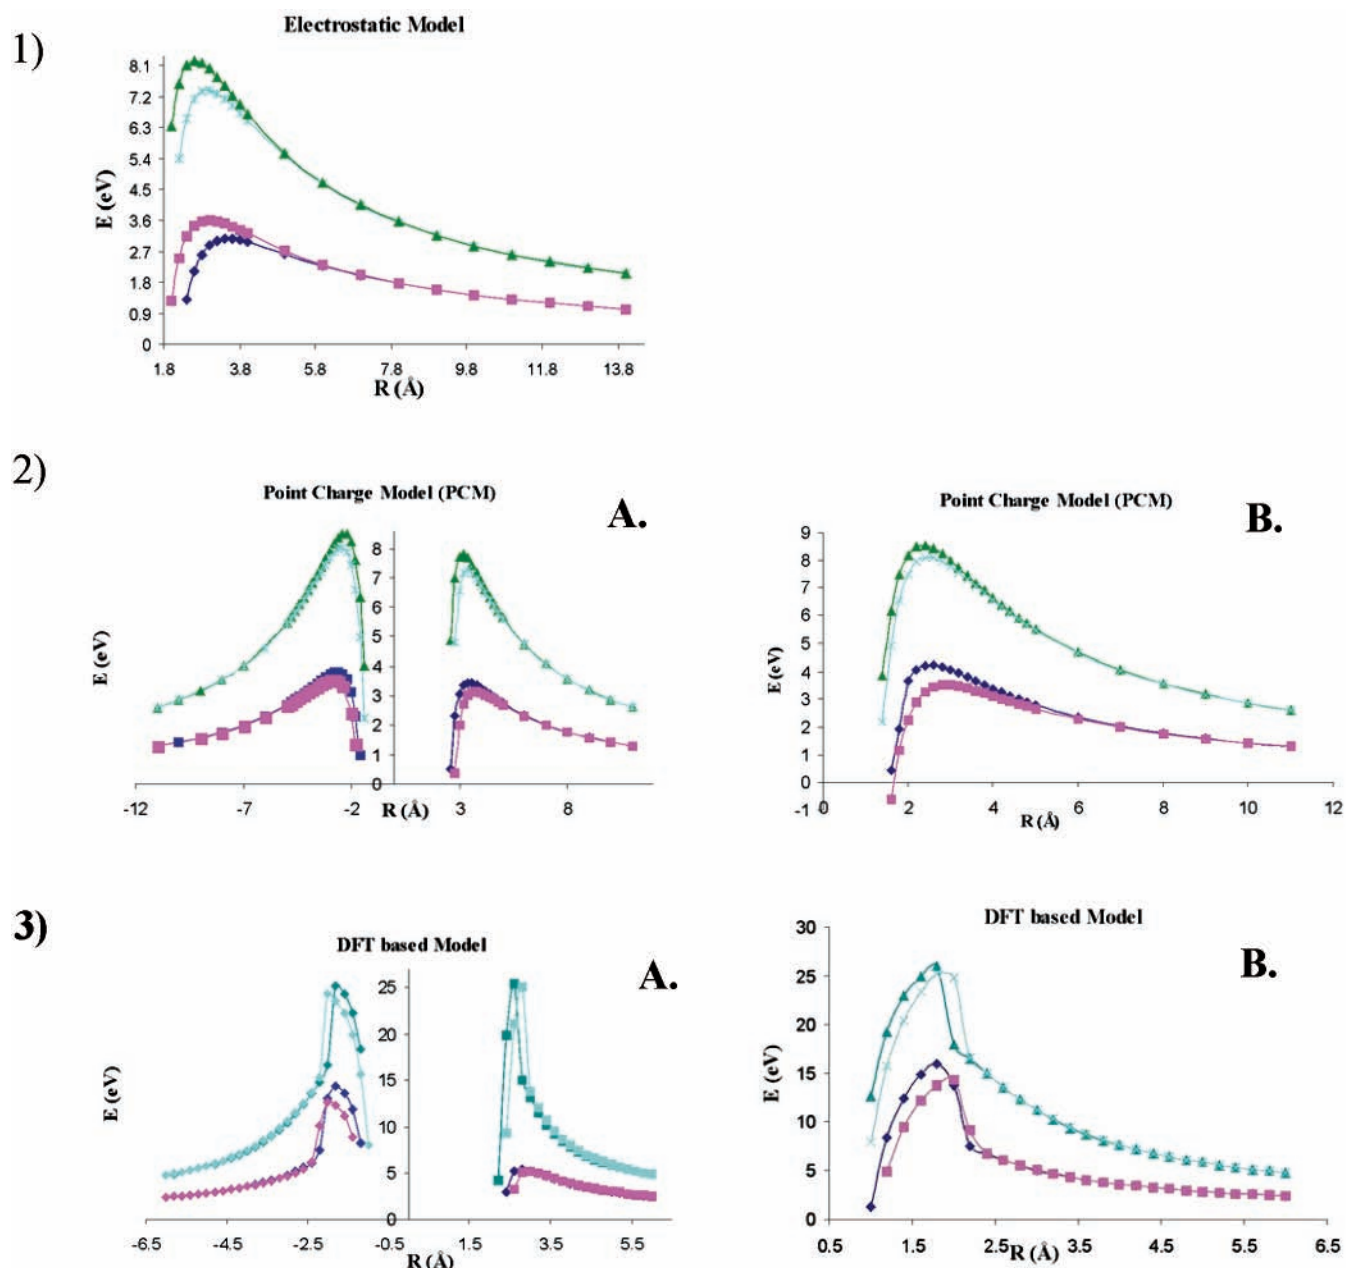 1)
Electrostatic Model
E (eV)
8.1
7.2
6.3
5.4
4.5
3.6
2.7
1.8
0.9
0
1.8 3.8 5.8 7.8 9.8 11.8 13.8
R (Å)
2)
Point Charge Model (PCM)
A.
E (eV)
8
7
6
5
4
3
2
1
0
-12 -7 -2 3 8
R (Å)
Point Charge Model (PCM)
B.
E (eV)
9
8
7
6
5
4
3
2
1
0
-1
0 2 4 6 8 10 12
R (Å)
3)
DFT based Model
A.
E (eV)
25
20
15
10
5
0
-6.5 -4.5 -2.5 -0.5 1.5 3.5 5.5
R (Å)
DFT based Model
B.
E (eV)
30
25
20
15
10
5
0
0.5 1.5 2.5 3.5 4.5 5.5 6.5
R (Å)